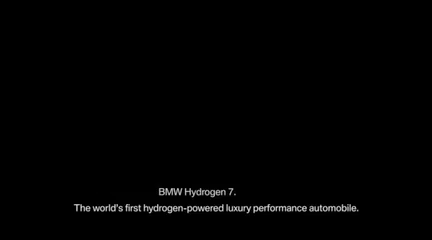 BMW Hydrogen 7.
The world's first hydrogen-powered luxury performance automobile.